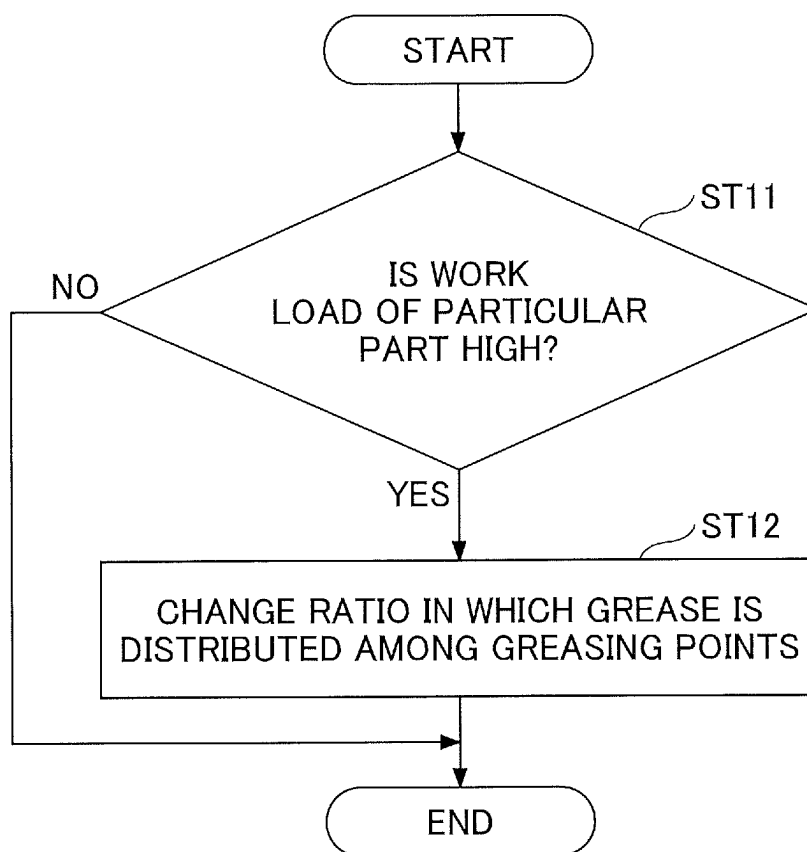 START
ST11
IS WORK
LOAD OF PARTICULAR
PART HIGH?
NO
YES
ST12
CHANGE RATIO IN WHICH GREASE IS
DISTRIBUTED AMONG GREASING POINTS
END